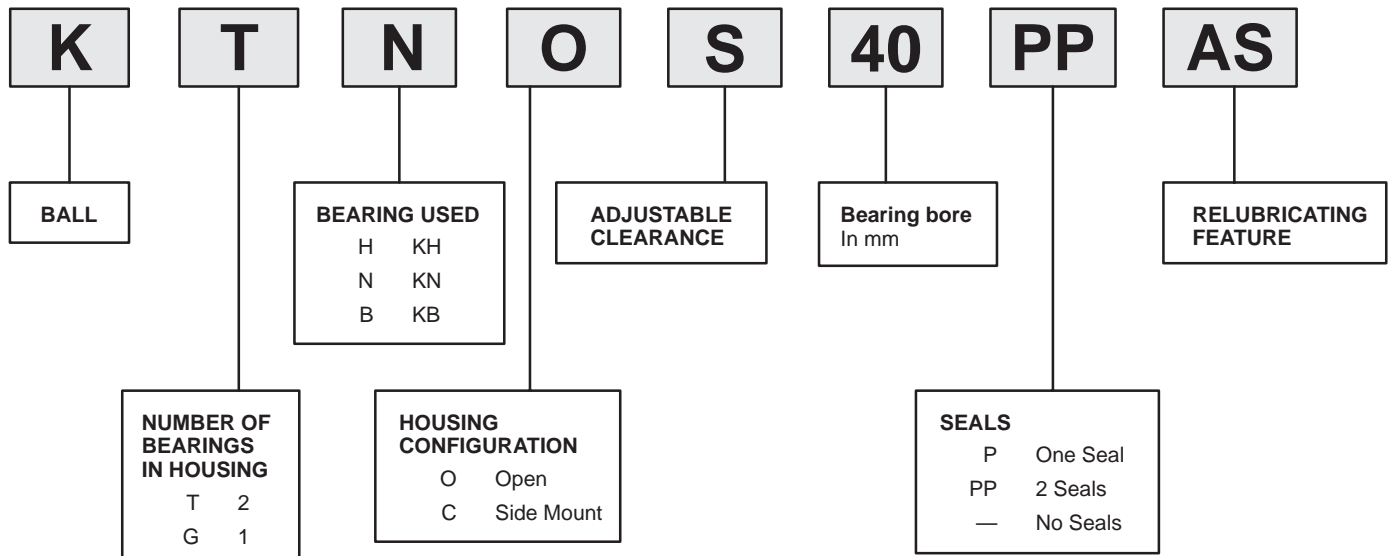 K T N O S 40 PP AS
BALL
BEARING USED
H KH
N KN
B KB
ADJUSTABLE
CLEARANCE
Bearing bore
In mm
RELUBRICATING
FEATURE
NUMBER OF
BEARINGS
IN HOUSING
T 2
G 1
HOUSING
CONFIGURATION
O Open
C Side Mount
SEALS
P One Seal
PP 2 Seals
— No Seals